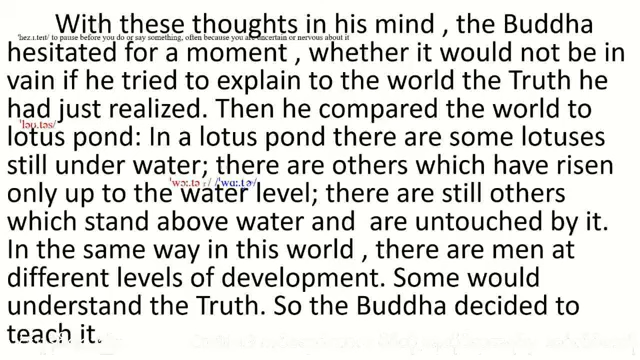 With these thoughts in his mind , the Buddha
ˈhez.ɪ.teɪt/ to pause before you do or say something, often because you are uncertain or nervous about it
hesitated for a moment , whether it would not be in
vain if he tried to explain to the world the Truth he
had just realized. Then he compared the world to
ˈləʊ.təs/
lotus pond: In a lotus pond there are some lotuses
still under water; there are others which have risen
ˈwɔː.tə r/ /ˈwɑː.t̬ɚ/
only up to the water level; there are still others
which stand above water and are untouched by it.
In the same way in this world , there are men at
different levels of development. Some would
understand the Truth. So the Buddha decided to
teach it.